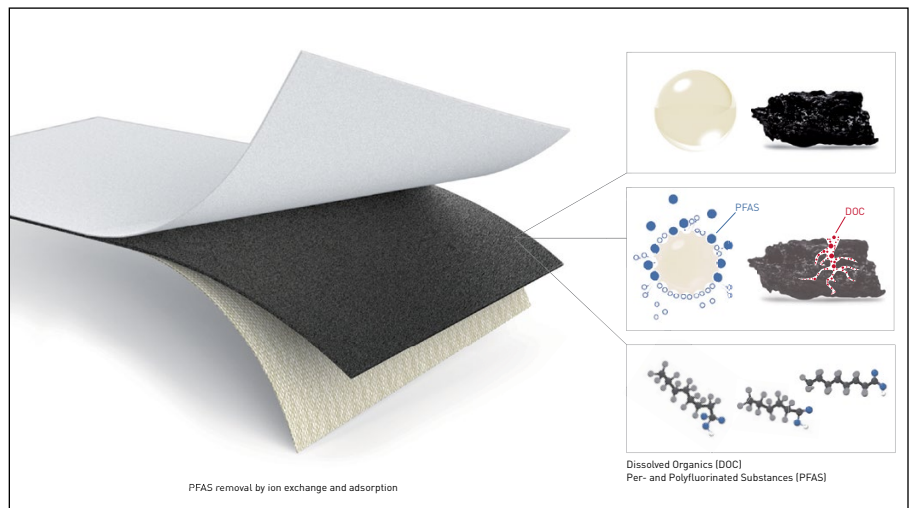 PFAS
DOC
Dissolved Organics (DOC)
Per- and Polyfluorinated Substances (PFAS)
PFAS removal by ion exchange and adsorption